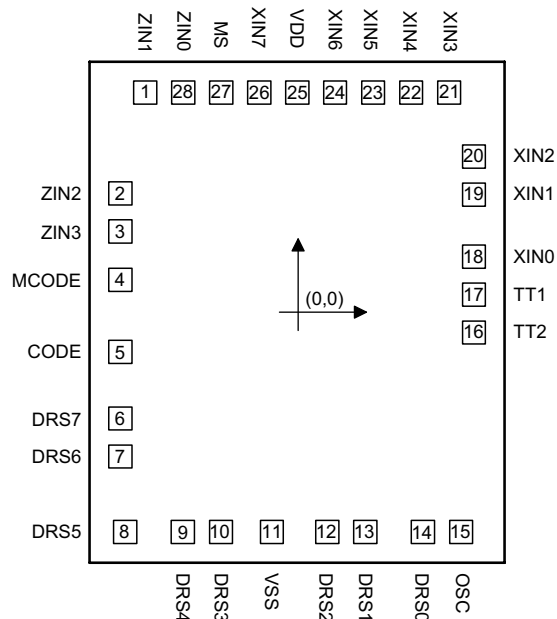 ZIN1 ZIN0 MS XIN7 VDD XIN6 XIN5 XIN4 XIN3
1 28 27 26 25 24 23 22 21
20 XIN2
ZIN2 2 19 XIN1
ZIN3 3
18 XIN0
MCODE 4
(0,0) 17 TT1
16 TT2
CODE 5
DRS7 6
DRS6 7
DRS5 8 9 10 11 12 13 14 15
DRS4 DRS3 VSS DRS2 DRS1 DRS0 OSC